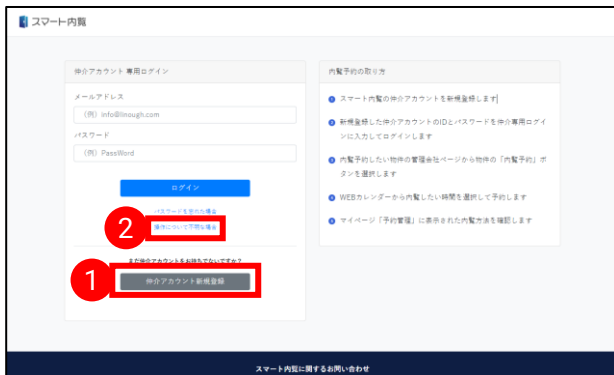 スマート内覧
仲介アカウント 専用ログイン
メールアドレス
(例) info@linough.com
パスワード
(例) PassWord
ログイン
パスワードを忘れた場合
2
操作について不明な場合
まだ仲介アカウントをお持ちでないですか？
1
仲介アカウント新規登録
内覧予約の取り方
スマート内覧の仲介アカウントを新規登録します
新規登録した仲介アカウントのIDとパスワードを仲介専用ログイ
ンに入力してログインします
内覧予約したい物件の管理会社ページから物件の「内覧予約」ボ
タンを選択します
WEBカレンダーから内覧したい時間を選択して予約します
マイページ「予約管理」に表示された内覧方法を確認します
スマート内覧に関するお問い合わせ